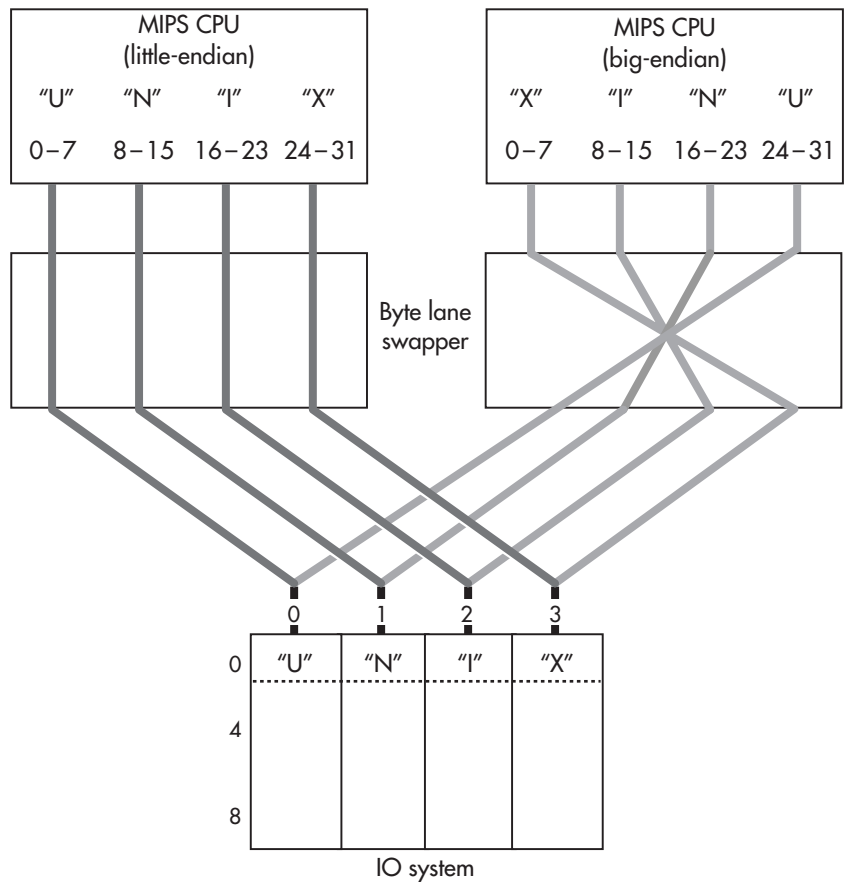 MIPS CPU
(little-endian)
“U” “N” “I” “X”
0–7 8–15 16–23 24–31
MIPS CPU
(big-endian)
“X” “I” “N” “U”
0–7 8–15 16–23 24–31
Byte lane
swapper
0 1 2 3
0 “U” “N” “I” “X”
4
8
IO system